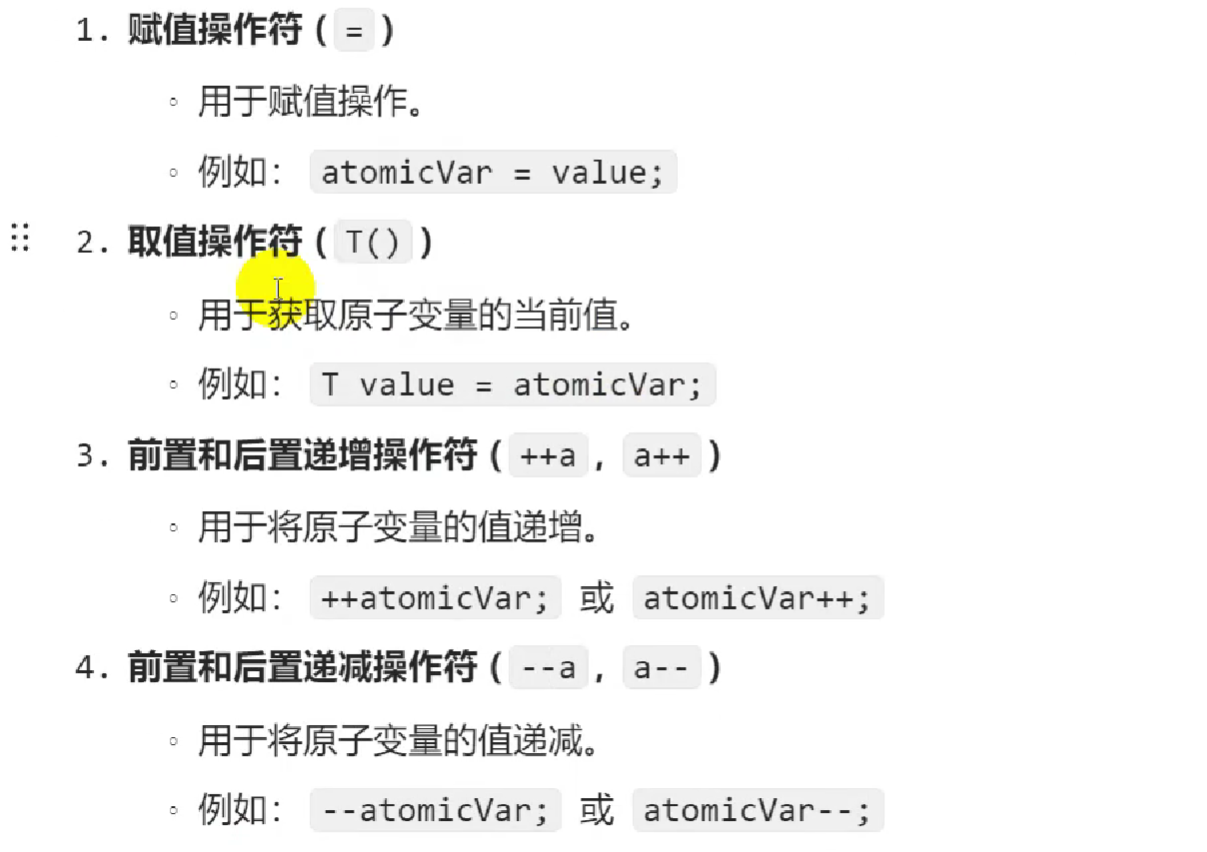 1. 赋值操作符 ( = )
◦ 用于赋值操作。
◦ 例如： atomicVar = value;
2. 取值操作符 ( T() )
◦ 用于获取原子变量的当前值。
◦ 例如： T value = atomicVar;
3. 前置和后置递增操作符 ( ++a , a++ )
◦ 用于将原子变量的值递增。
◦ 例如： ++atomicVar; 或 atomicVar++;
4. 前置和后置递减操作符 ( --a , a-- )
◦ 用于将原子变量的值递减。
◦ 例如： --atomicVar; 或 atomicVar--;